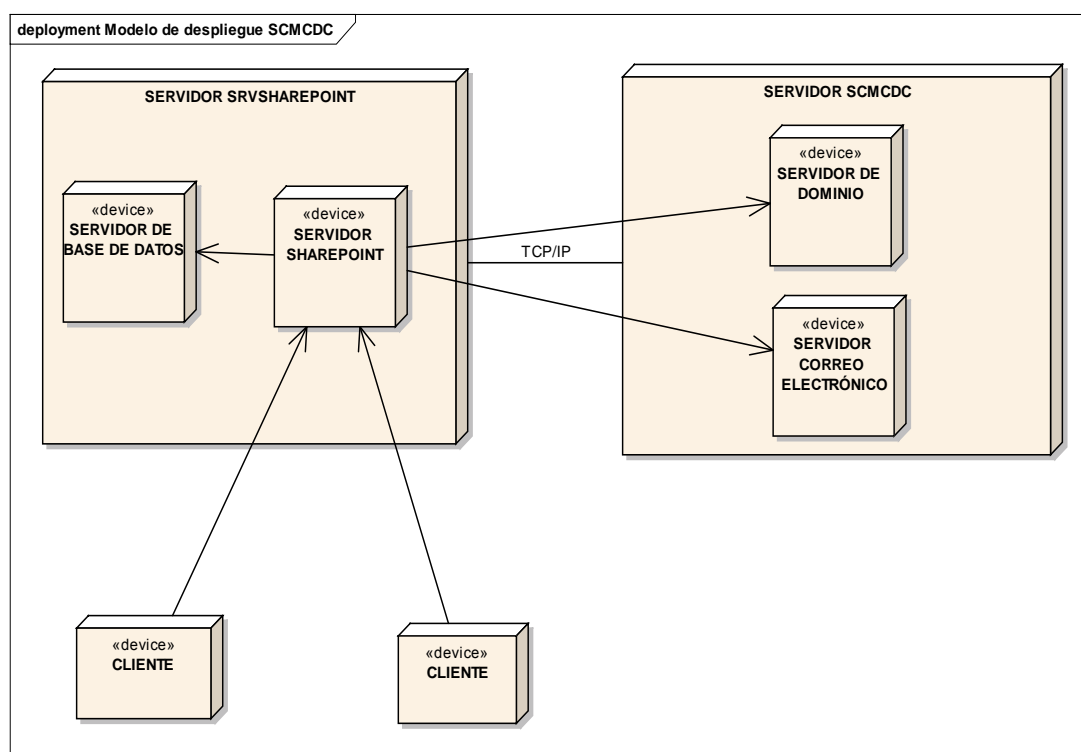 deployment Modelo de despliegue SCMCDC
SERVIDOR SRVSHAREPOINT
«device»
SERVIDOR DE
BASE DE DATOS
«device»
SERVIDOR
SHAREPOINT
TCP/IP
SERVIDOR SCMCDC
«device»
SERVIDOR DE
DOMINIO
«device»
SERVIDOR
CORREO
ELECTRÓNICO
«device»
CLIENTE
«device»
CLIENTE